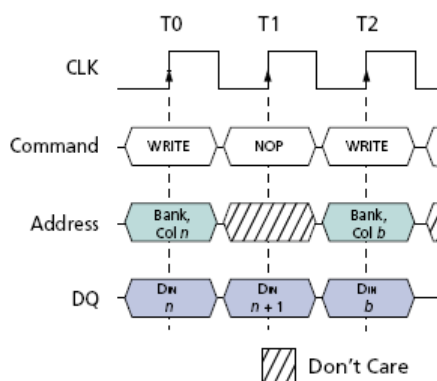 T0 T1 T2
CLK
Command WRITE NOP WRITE
Address Bank, Col n Bank, Col b
DQ DIN n DIN n + 1 DIN b
Don't Care